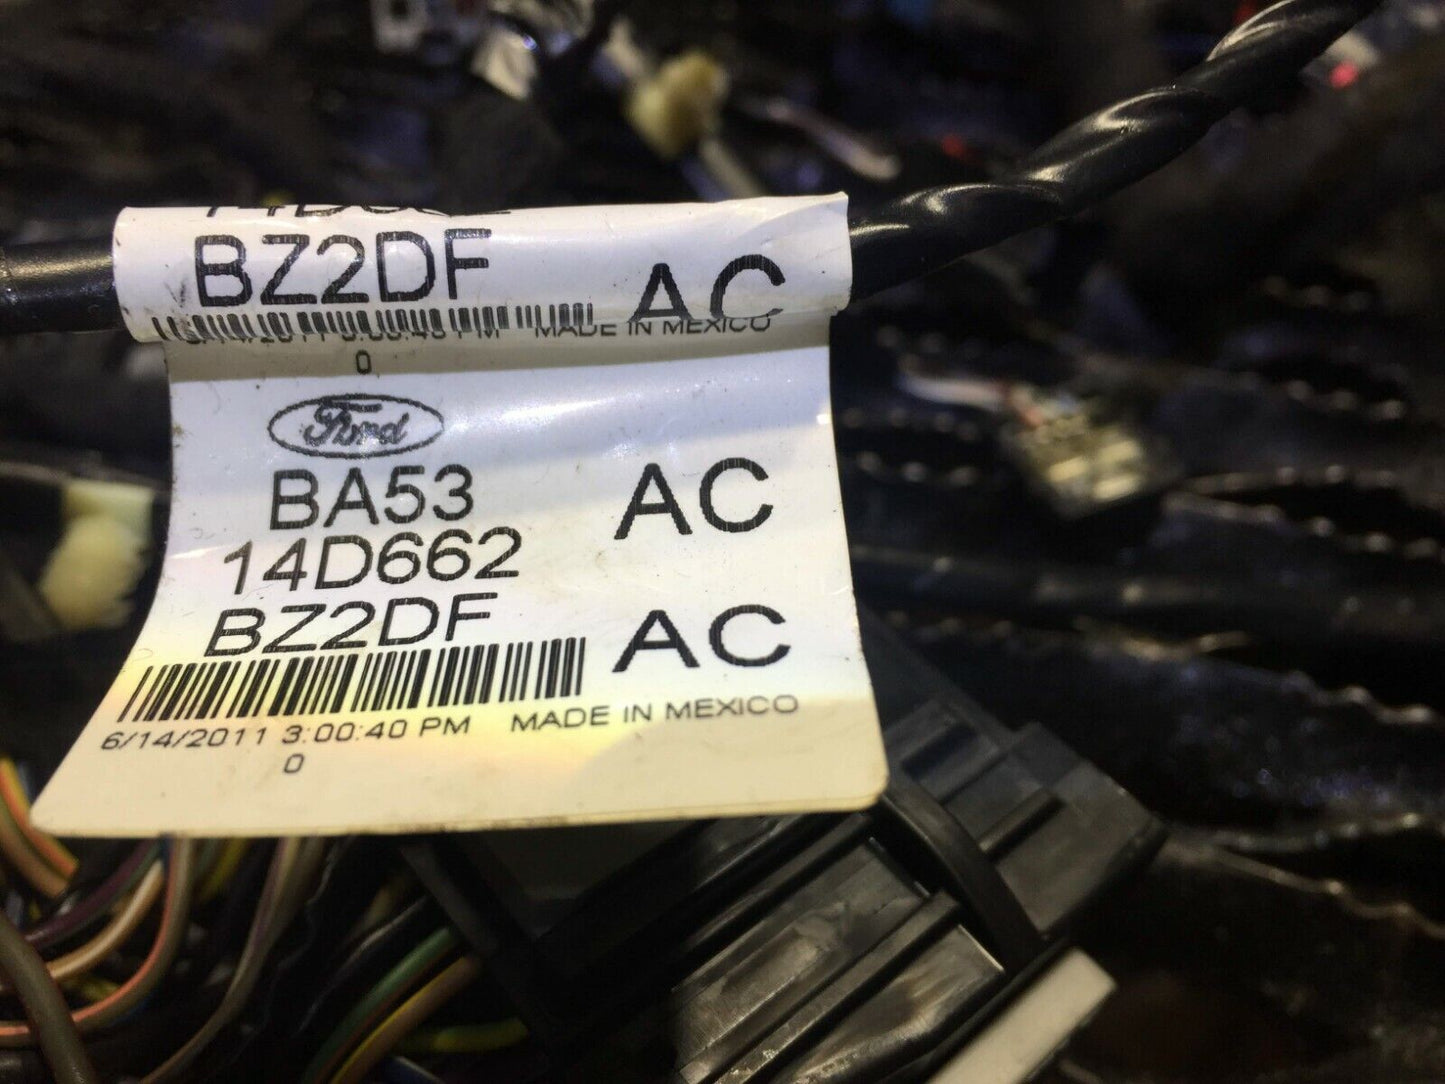 BZ2DF AC
MADE IN MEXICO
0
Ford
BA53 AC
14D662
BZ2DF AC
6/14/2011 3:00:40 PM MADE IN MEXICO
0